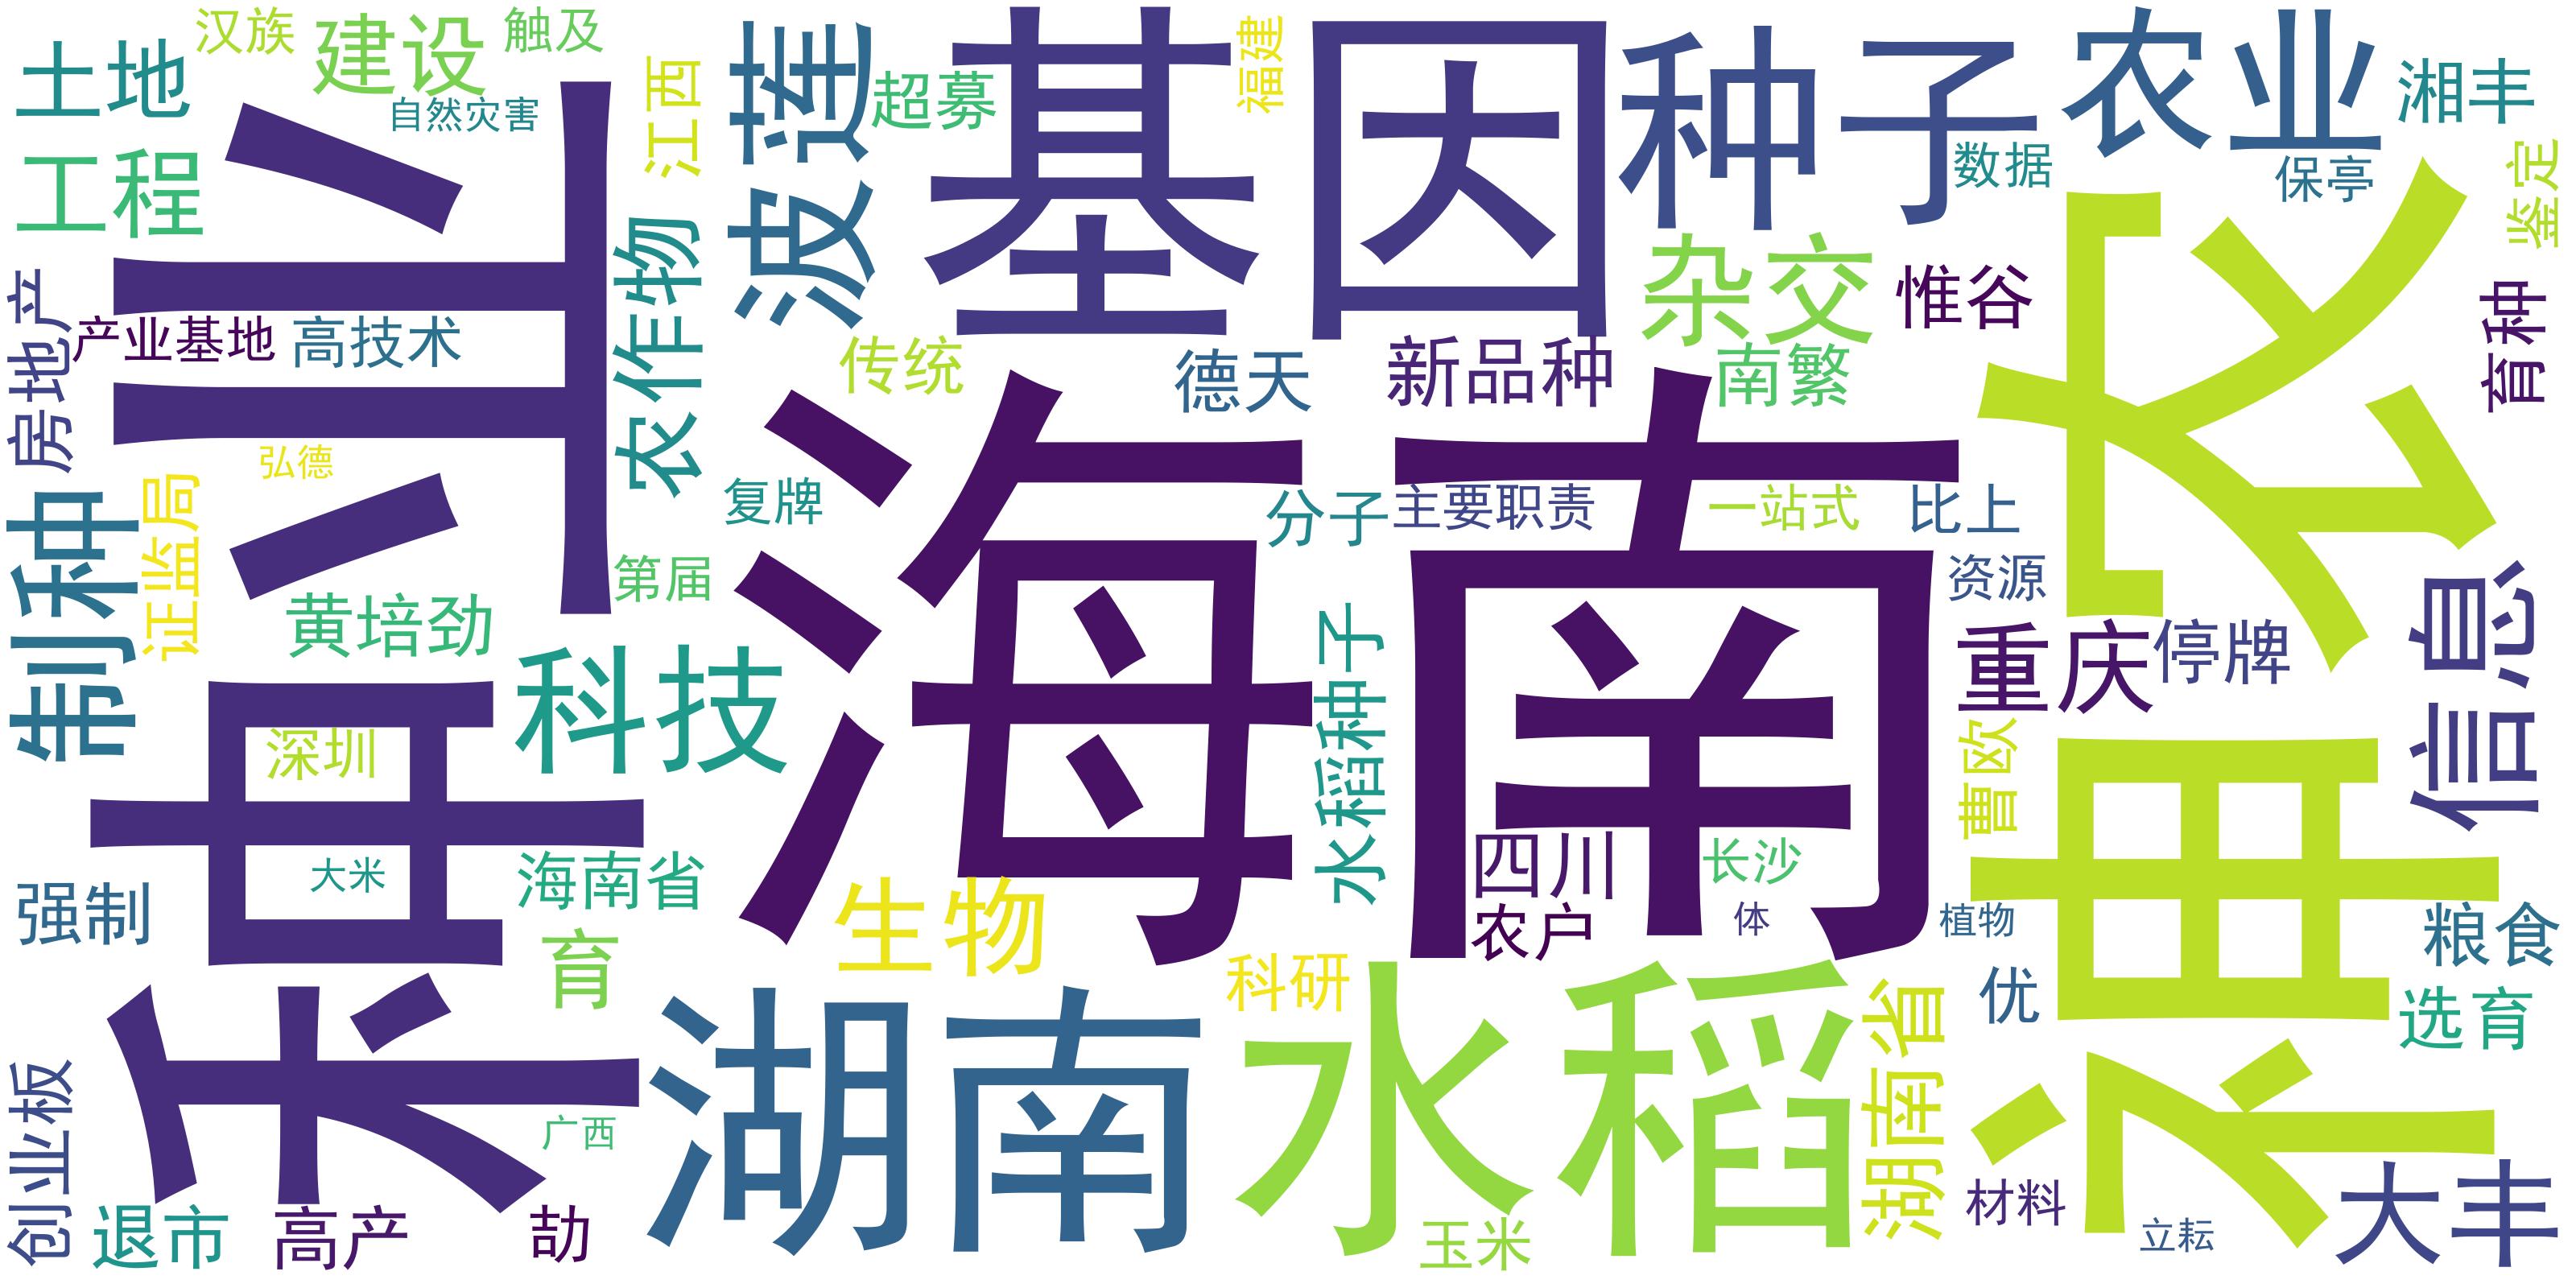 汉族
建设
触及
土地
自然灾害
江西
波莲
超募
基因
福建
种子
农业
湘丰
工程
数据
保亭
鉴定
种业
农作物
杂交
惟谷
神农
房地产
产业基地
高技术
传统
德天
新品种
南繁
育种
弘德
制种
证监局
复牌
海南
分子
主要职责
一站式
比上
第届
资源
黄培劲
科技
水稻种子
重庆
停牌
信息
深圳
曹欧
强制
大米
海南省
生物
四川
长沙
农户
体
植物
粮食
育
湖南
科研
水稻
湖南省
优
选育
创业板
广西
退市
高产
劼
玉米
材料
立耘
大丰